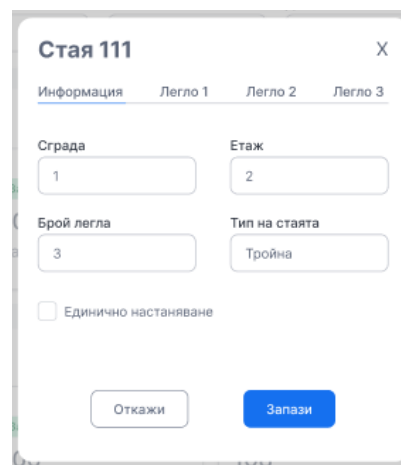 Стая 111 X
Информация Легло 1 Легло 2 Легло 3
Сграда Етаж
1 2
Брой легла Тип на стаята
3 Тройна
Единично настаняване
Откажи Запази